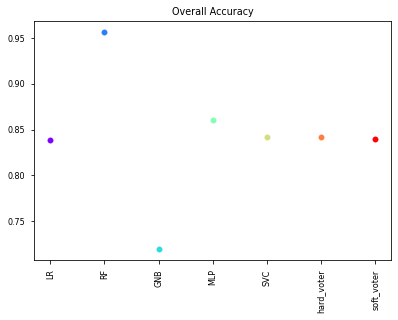 Overall Accuracy
0.95
0.90
0.85
0.80
0.75
LR
RF
GNB
MLP
SVC
hard_voter
soft_voter